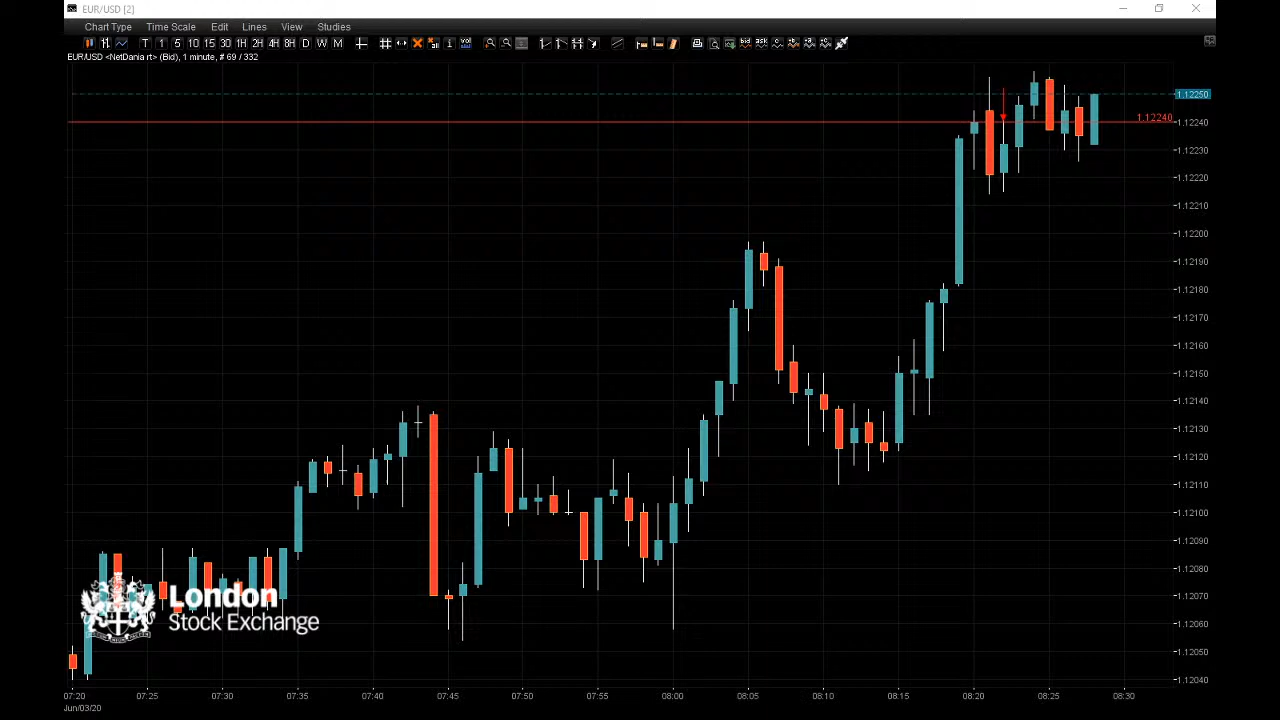 EUR/USD [2]
Chart Type Time Scale Edit Lines View Studies
T 1 5 10 15 30 1H 2H 4H 8H D W M
EUR/USD <NetDania rt> (Bid), 1 minute, # 69 / 332
1.12250
1.12240
1.12240
1.12230
1.12220
1.12210
1.12200
1.12190
1.12180
1.12170
1.12160
1.12150
1.12140
1.12130
1.12120
1.12110
1.12100
1.12090
1.12080
1.12070
1.12060
1.12050
1.12040
London
Stock Exchange
07:20 07:25 07:30 07:35 07:40 07:45 07:50 07:55 08:00 08:05 08:10 08:15 08:20 08:25 08:30
Jun/03/20